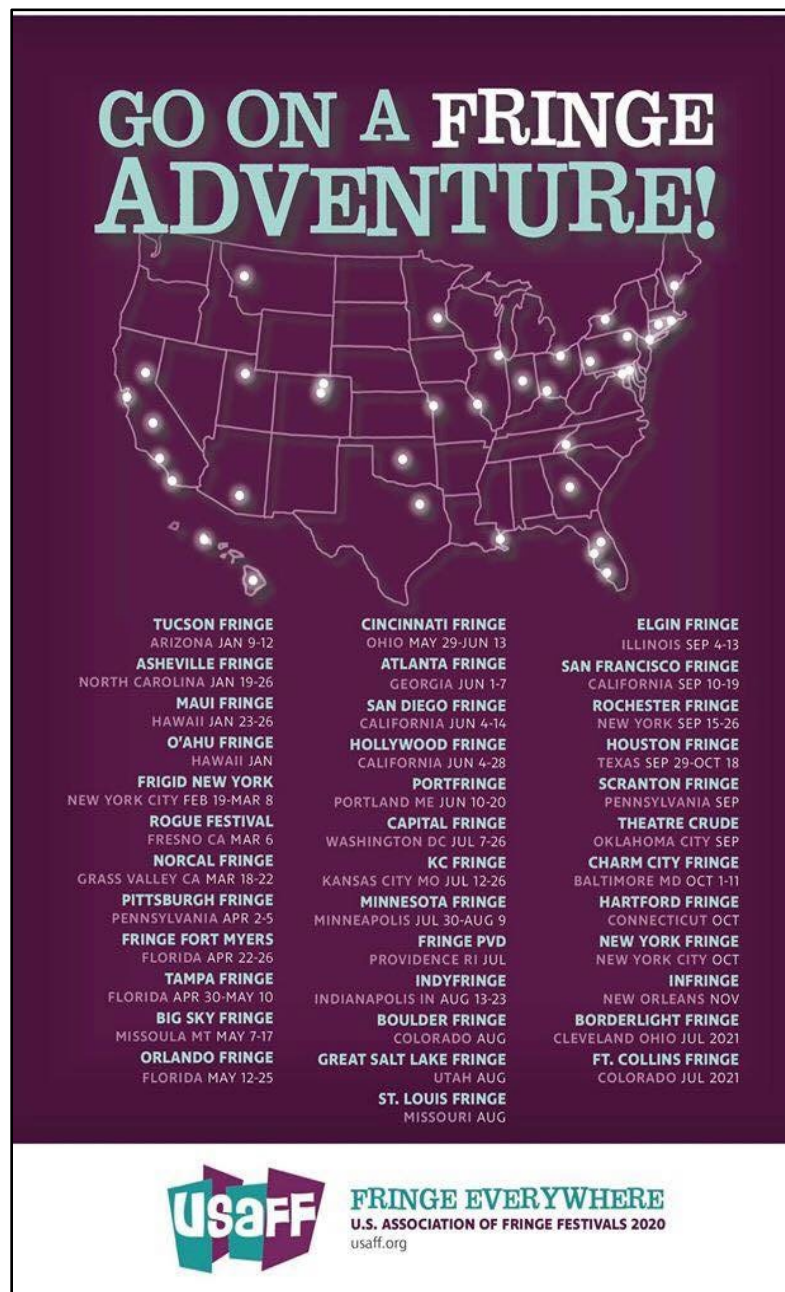 GO ON A FRINGE
ADVENTURE!
TUCSON FRINGE
ARIZONA JAN 9-12
ASHEVILLE FRINGE
NORTH CAROLINA JAN 19-26
MAUI FRINGE
HAWAII JAN 23-26
O'AHU FRINGE
HAWAII JAN
FRIGID NEW YORK
NEW YORK CITY FEB 19-MAR 8
ROGUE FESTIVAL
FRESNO CA MAR 6
NORCAL FRINGE
GRASS VALLEY CA MAR 18-22
PITTSBURGH FRINGE
PENNSYLVANIA APR 2-5
FRINGE FORT MYERS
FLORIDA APR 22-26
TAMPA FRINGE
FLORIDA APR 30-MAY 10
BIG SKY FRINGE
MISSOULA MT MAY 7-17
ORLANDO FRINGE
FLORIDA MAY 12-25
CINCINNATI FRINGE
OHIO MAY 29-JUN 13
ATLANTA FRINGE
GEORGIA JUN 1-7
SAN DIEGO FRINGE
CALIFORNIA JUN 4-14
HOLLYWOOD FRINGE
CALIFORNIA JUN 4-28
PORTFRINGE
PORTLAND ME JUN 10-20
CAPITAL FRINGE
WASHINGTON DC JUL 7-26
KC FRINGE
KANSAS CITY MO JUL 12-26
MINNESOTA FRINGE
MINNEAPOLIS JUL 30-AUG 9
FRINGE PVD
PROVIDENCE RI JUL
INDYFRINGE
INDIANAPOLIS IN AUG 13-23
BOULDER FRINGE
COLORADO AUG
GREAT SALT LAKE FRINGE
UTAH AUG
ST. LOUIS FRINGE
MISSOURI AUG
ELGIN FRINGE
ILLINOIS SEP 4-13
SAN FRANCISCO FRINGE
CALIFORNIA SEP 10-19
ROCHESTER FRINGE
NEW YORK SEP 15-26
HOUSTON FRINGE
TEXAS SEP 29-OCT 18
SCRANTON FRINGE
PENNSYLVANIA SEP
THEATRE CRUDE
OKLAHOMA CITY SEP
CHARM CITY FRINGE
BALTIMORE MD OCT 1-11
HARTFORD FRINGE
CONNECTICUT OCT
NEW YORK FRINGE
NEW YORK CITY OCT
INFRINGE
NEW ORLEANS NOV
BORDERLIGHT FRINGE
CLEVELAND OHIO JUL 2021
FT. COLLINS FRINGE
COLORADO JUL 2021
USaFF
FRINGE EVERYWHERE
U.S. ASSOCIATION OF FRINGE FESTIVALS 2020
usaff.org